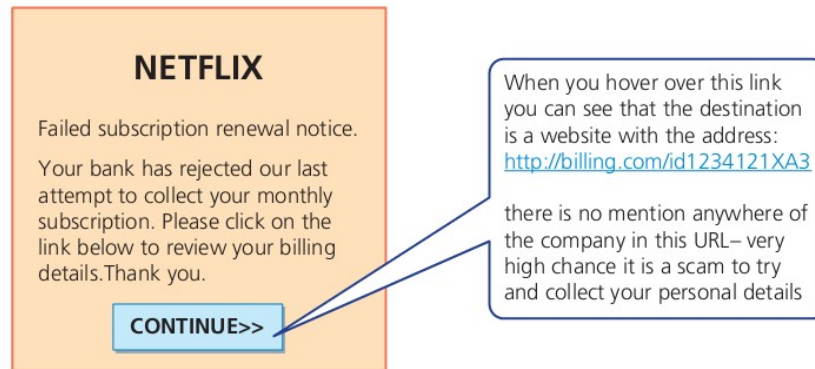 NETFLIX
Failed subscription renewal notice.
Your bank has rejected our last
attempt to collect your monthly
subscription. Please click on the
link below to review your billing
details.Thank you.
CONTINUE>>
When you hover over this link
you can see that the destination
is a website with the address:
http://billing.com/id1234121XA3
there is no mention anywhere of
the company in this URL– very
high chance it is a scam to try
and collect your personal details